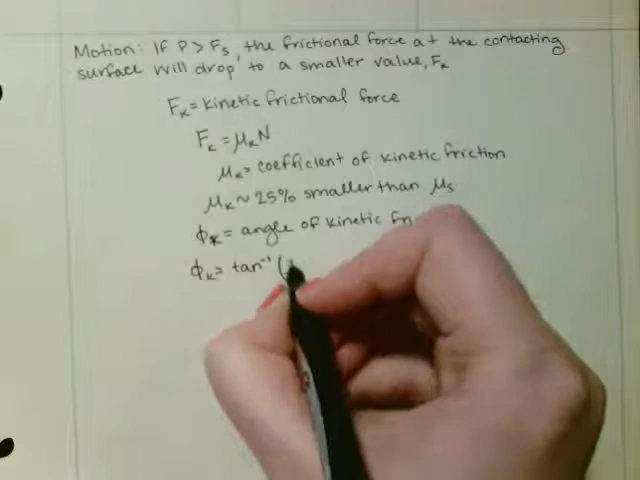 Motion: If P > Fs, the frictional force at the contacting
surface will drop to a smaller value, Fk
Fk = kinetic frictional force
Fk = μkN
μk = coefficient of kinetic friction
μk ~ 25% smaller than μs
ϕk = angle of kinetic
ϕk = tan⁻¹ (